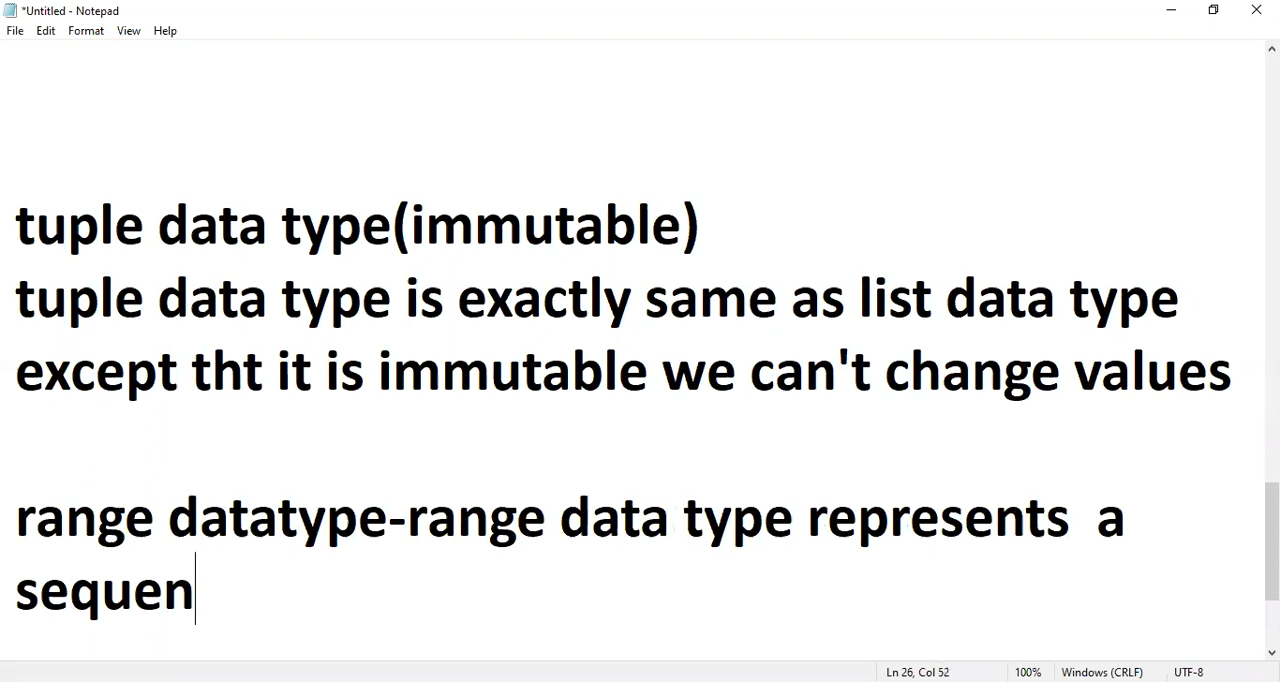 *Untitled - Notepad
File Edit Format View Help
tuple data type(immutable)
tuple data type is exactly same as list data type
except tht it is immutable we can't change values
range datatype-range data type represents  a
sequen
Ln 26, Col 52 100% Windows (CRLF) UTF-8